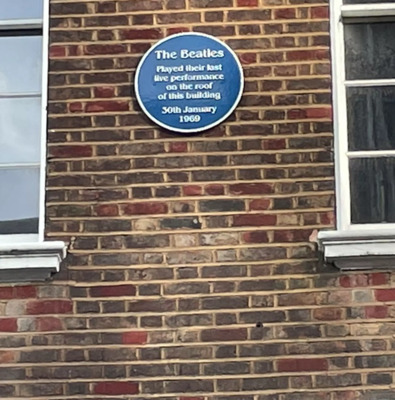 The Beatles
Played their last
live performance
on the roof
of this building
30th January
1969